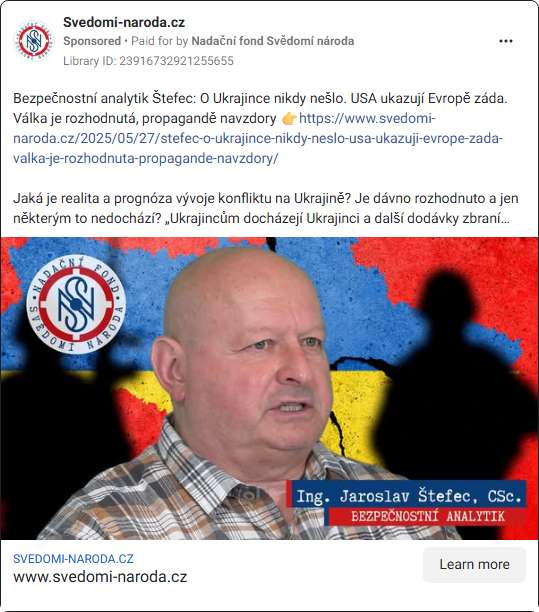 Svedomi-naroda.cz
Sponsored • Paid for by Nadační fond Svědomí národa
Library ID: 23916732921255655
Bezpečnostní analytik Štefec: O Ukrajince nikdy nešlo. USA ukazují Evropě záda.
Válka je rozhodnutá, propagandě navzdory 👉 https://www.svedomi-
naroda.cz/2025/05/27/stefec-o-ukrajince-nikdy-neslo-usa-ukazuji-evrope-zada-
valka-je-rozhodnuta-propagande-navzdory/
Jaká je realita a prognóza vývoje konfliktu na Ukrajině? Je dávno rozhodnuto a jen
některým to nedochází? „Ukrajincům docházejí Ukrajinci a další dodávky zbraní...
NADAČNÍ FOND
SVĚDOMÍ NÁRODA
Ing. Jaroslav Štefec, CSc.
BEZPEČNOSTNÍ ANALYTIK
SVEDOMI-NARODA.CZ
www.svedomi-naroda.cz
Learn more